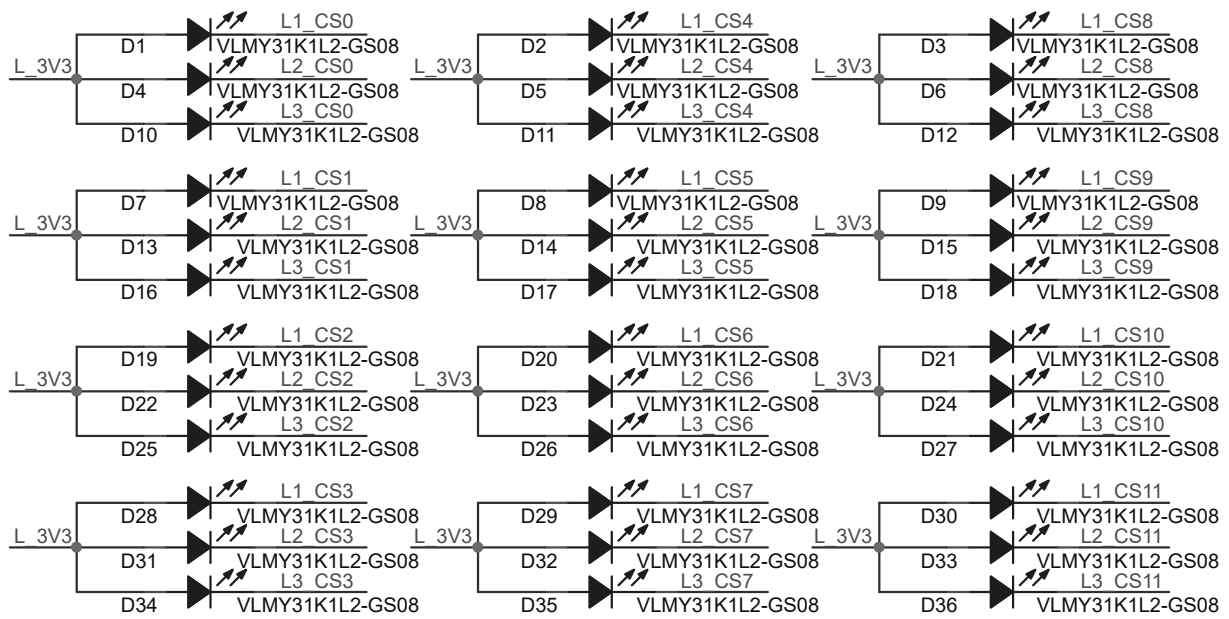 L1_CS0 L1_CS4 L1_CS8
D1 VLMY31K1L2-GS08 D2 VLMY31K1L2-GS08 D3 VLMY31K1L2-GS08
L_3V3 L2_CS0 L_3V3 L2_CS4 L_3V3 L2_CS8
D4 VLMY31K1L2-GS08 D5 VLMY31K1L2-GS08 D6 VLMY31K1L2-GS08
L3_CS0 L3_CS4 L3_CS8
D10 VLMY31K1L2-GS08 D11 VLMY31K1L2-GS08 D12 VLMY31K1L2-GS08
L1_CS1 L1_CS5 L1_CS9
D7 VLMY31K1L2-GS08 D8 VLMY31K1L2-GS08 D9 VLMY31K1L2-GS08
L_3V3 L2_CS1 L_3V3 L2_CS5 L_3V3 L2_CS9
D13 VLMY31K1L2-GS08 D14 VLMY31K1L2-GS08 D15 VLMY31K1L2-GS08
L3_CS1 L3_CS5 L3_CS9
D16 VLMY31K1L2-GS08 D17 VLMY31K1L2-GS08 D18 VLMY31K1L2-GS08
L1_CS2 L1_CS6 L1_CS10
D19 VLMY31K1L2-GS08 D20 VLMY31K1L2-GS08 D21 VLMY31K1L2-GS08
L_3V3 L2_CS2 L_3V3 L2_CS6 L_3V3 L2_CS10
D22 VLMY31K1L2-GS08 D23 VLMY31K1L2-GS08 D24 VLMY31K1L2-GS08
L3_CS2 L3_CS6 L3_CS10
D25 VLMY31K1L2-GS08 D26 VLMY31K1L2-GS08 D27 VLMY31K1L2-GS08
L1_CS3 L1_CS7 L1_CS11
D28 VLMY31K1L2-GS08 D29 VLMY31K1L2-GS08 D30 VLMY31K1L2-GS08
L_3V3 L2_CS3 L_3V3 L2_CS7 L_3V3 L2_CS11
D31 VLMY31K1L2-GS08 D32 VLMY31K1L2-GS08 D33 VLMY31K1L2-GS08
L3_CS3 L3_CS7 L3_CS11
D34 VLMY31K1L2-GS08 D35 VLMY31K1L2-GS08 D36 VLMY31K1L2-GS08